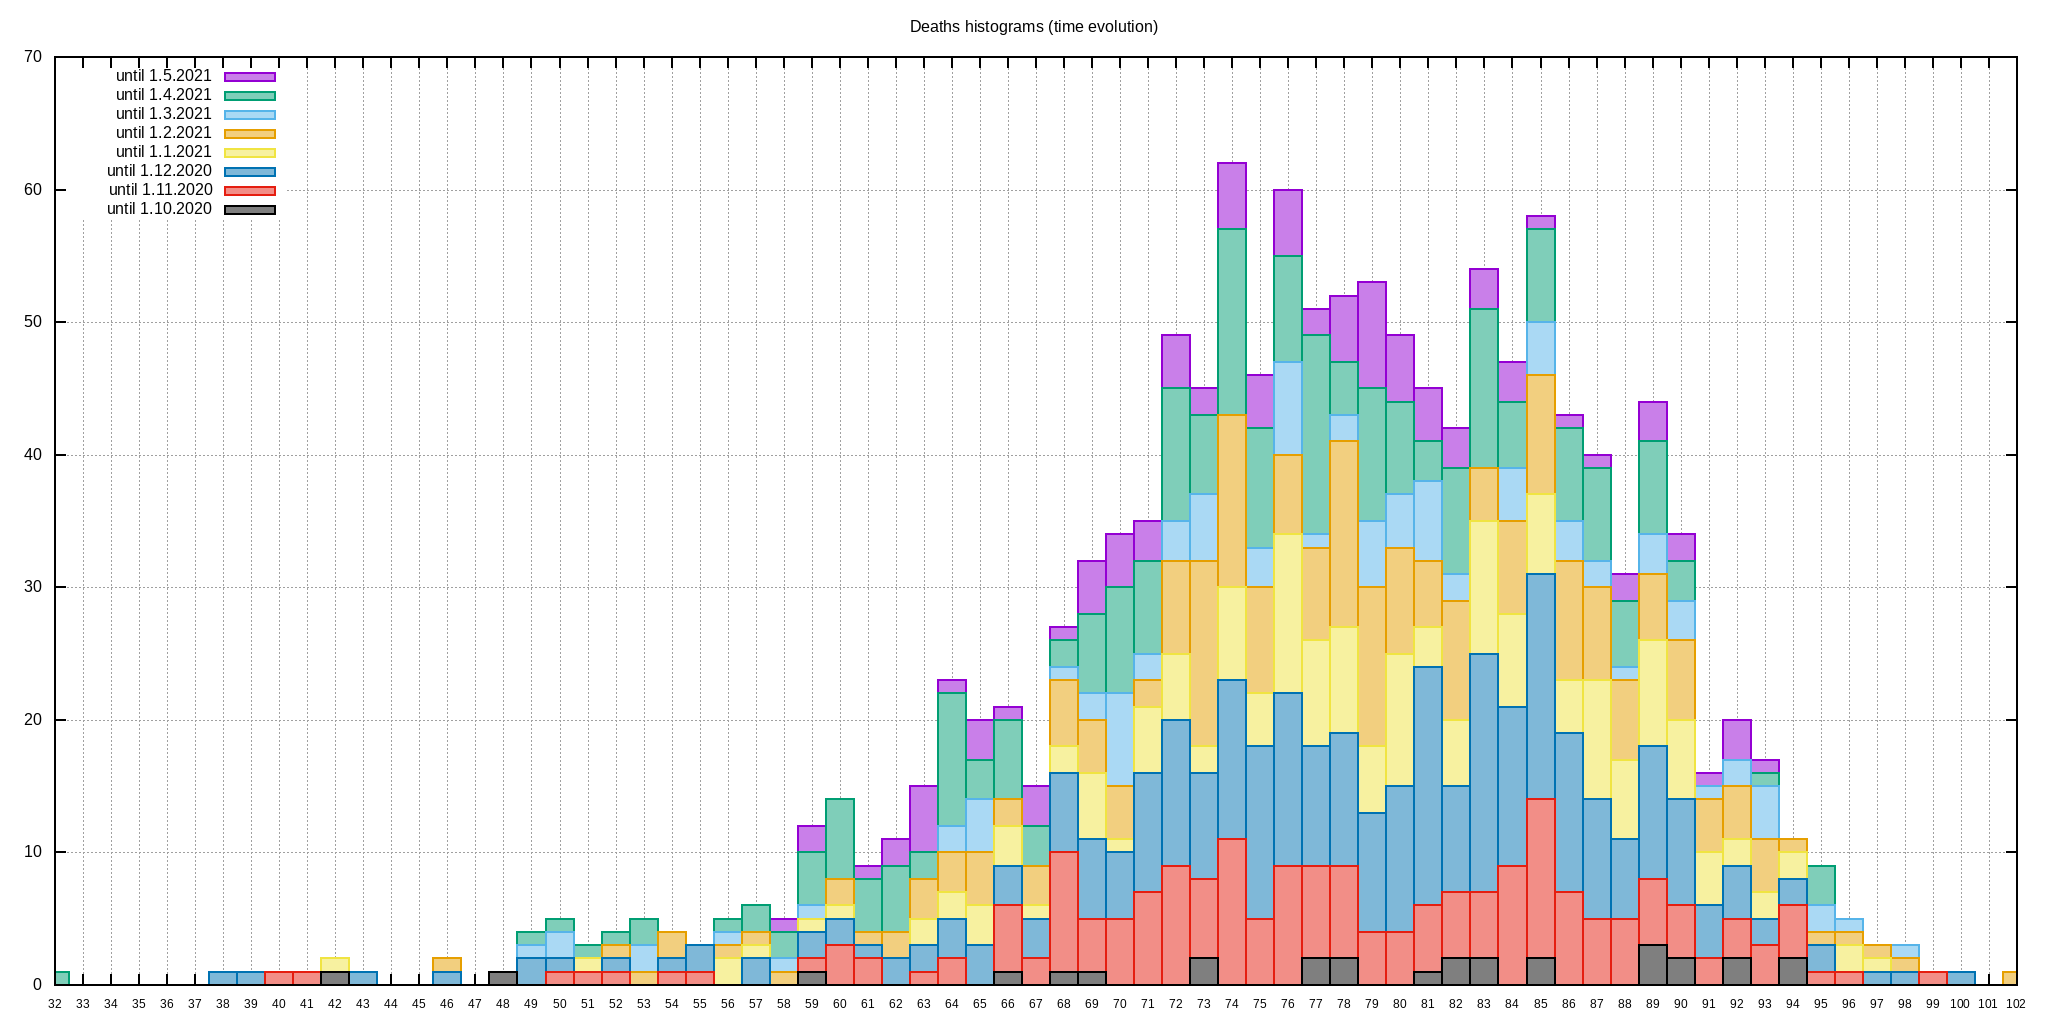 Deaths histograms (time evolution)
70
until 1.5.2021
until 1.4.2021
until 1.3.2021
until 1.2.2021
until 1.1.2021
until 1.12.2020
until 1.11.2020
until 1.10.2020
60
50
40
30
20
10
0
32 33 34 35 36 37 38 39 40 41 42 43 44 45 46 47 48 49 50 51 52 53 54 55 56 57 58 59 60 61 62 63 64 65 66 67 68 69 70 71 72 73 74 75 76 77 78 79 80 81 82 83 84 85 86 87 88 89 90 91 92 93 94 95 96 97 98 99 100 101 102